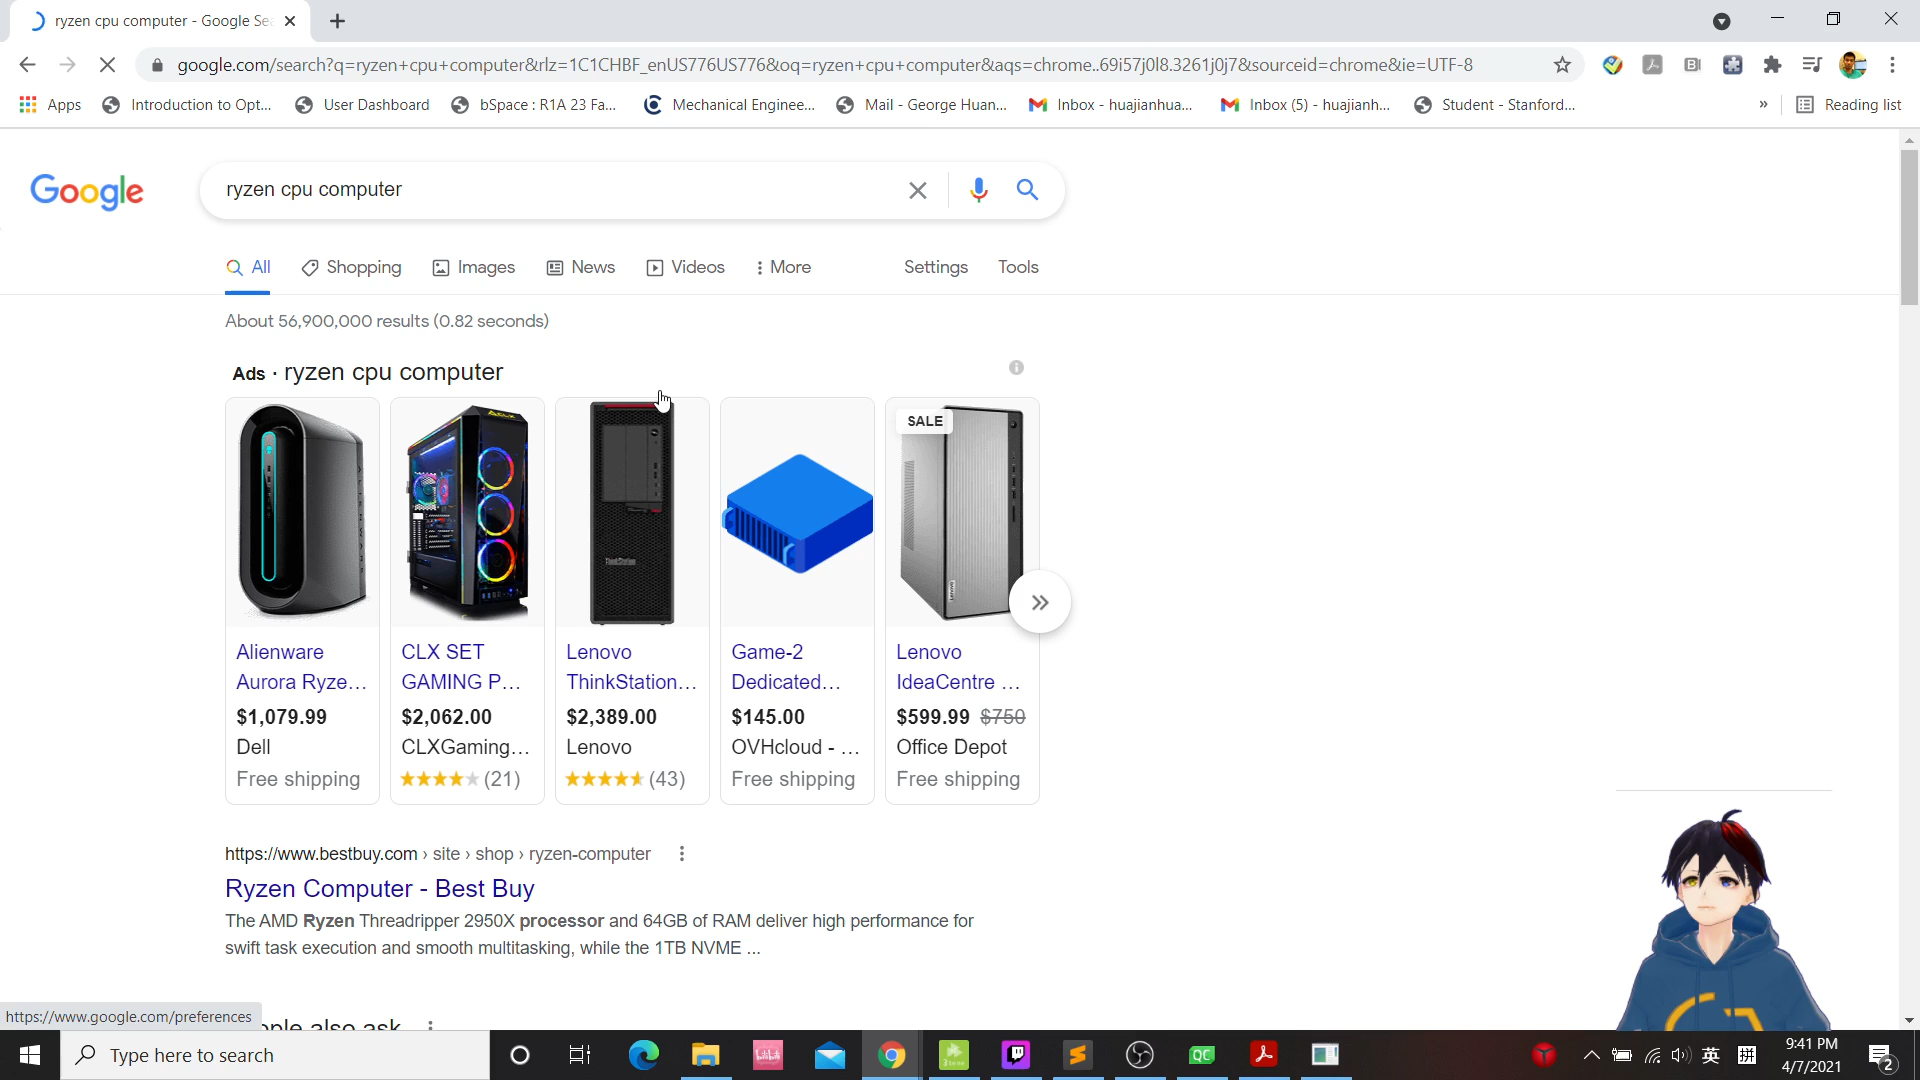 ryzen cpu computer - Google Se
google.com/search?q=ryzen+cpu+computer&rlz=1C1CHBF_enUS776US776&oq=ryzen+cpu+computer&aqs=chrome..69i57j0l8.3261j0j7&sourceid=chrome&ie=UTF-8
Apps Introduction to Opt... User Dashboard bSpace : R1A 23 Fa... Mechanical Enginee... Mail - George Huan... Inbox - huajianhua... Inbox (5) - huajianh... Student - Stanford... » Reading list
Google
ryzen cpu computer
All Shopping Images News Videos More Settings Tools
About 56,900,000 results (0.82 seconds)
Ads · ryzen cpu computer
SALE
ThinkStation
Alienware
Aurora Ryze...
$1,079.99
Dell
Free shipping
CLX SET
GAMING P...
$2,062.00
CLXGaming...
(21)
Lenovo
ThinkStation...
$2,389.00
Lenovo
(43)
Game-2
Dedicated...
$145.00
OVHcloud - ...
Free shipping
Lenovo
IdeaCentre ...
$599.99 $750
Office Depot
Free shipping
https://www.bestbuy.com › site › shop › ryzen-computer
Ryzen Computer - Best Buy
The AMD Ryzen Threadripper 2950X processor and 64GB of RAM deliver high performance for
swift task execution and smooth multitasking, while the 1TB NVME ...
ople also ask
https://www.google.com/preferences
Type here to search
QC
英
拼
9:41 PM
4/7/2021
2